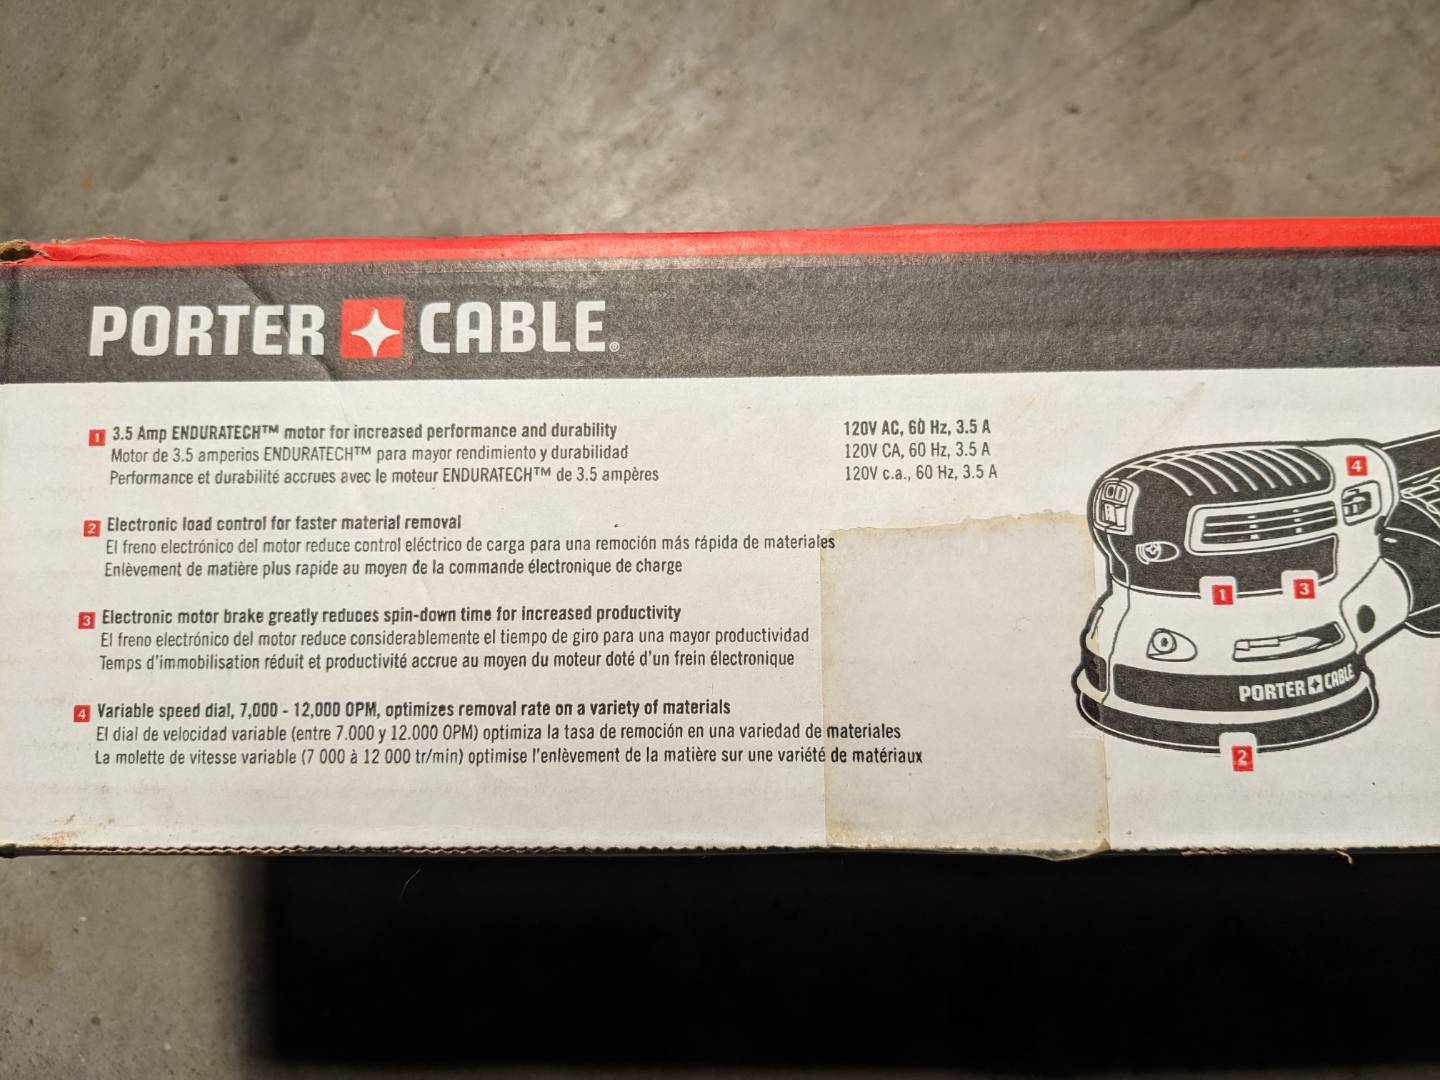 PORTER CABLE®
1 3.5 Amp ENDURATECH™ motor for increased performance and durability
Motor de 3.5 amperios ENDURATECH™ para mayor rendimiento y durabilidad
Performance et durabilité accrues avec le moteur ENDURATECH™ de 3.5 ampères
120V AC, 60 Hz, 3.5 A
120V CA, 60 Hz, 3.5 A
120V c.a., 60 Hz, 3.5 A
2 Electronic load control for faster material removal
El freno electrónico del motor reduce control eléctrico de carga para una remoción más rápida de materiales
Enlèvement de matière plus rapide au moyen de la commande électronique de charge
3 Electronic motor brake greatly reduces spin-down time for increased productivity
El freno electrónico del motor reduce considerablemente el tiempo de giro para una mayor productividad
Temps d'immobilisation réduit et productivité accrue au moyen du moteur doté d'un frein électronique
4 Variable speed dial, 7,000 - 12,000 OPM, optimizes removal rate on a variety of materials
El dial de velocidad variable (entre 7.000 y 12.000 OPM) optimiza la tasa de remoción en una variedad de materiales
La molette de vitesse variable (7 000 à 12 000 tr/min) optimise l'enlèvement de la matière sur une variété de matériaux
4
1
3
PORTER CABLE
2